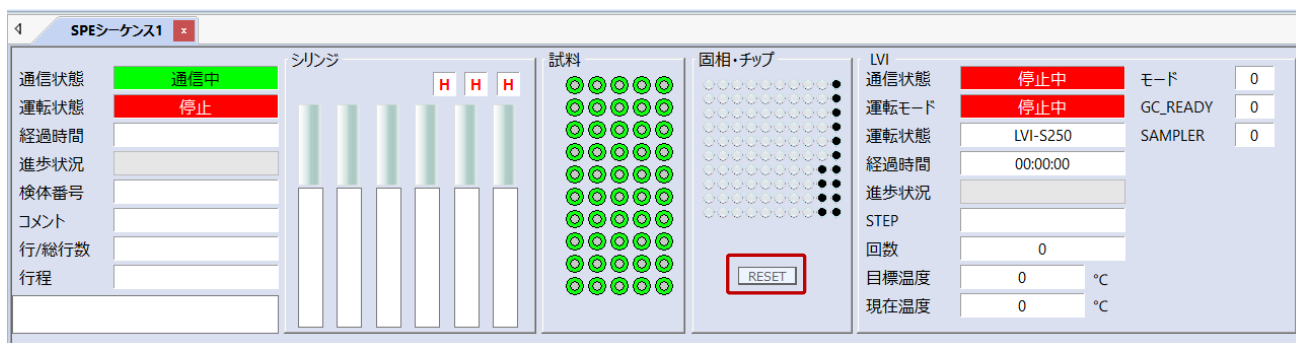 SPEシーケンス1 x
通信状態 通信中
運転状態 停止
経過時間
進歩状況
検体番号
コメント
行/総行数
行程
シリンジ
H H H
試料
固相・チップ
RESET
LVI
通信状態 停止中 モード 0
運転モード 停止中 GC_READY 0
運転状態 LVI-S250 SAMPLER 0
経過時間 00:00:00
進歩状況
STEP
回数 0
目標温度 0 ℃
現在温度 0 ℃